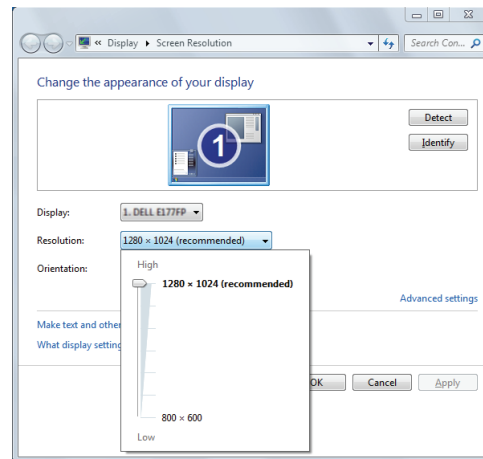 « Display ▸ Screen Resolution
Search Con...
Change the appearance of your display
1
Detect
Identify
Display:
1. DELL E177FP
Resolution:
1280 × 1024 (recommended)
Orientation:
High
1280 × 1024 (recommended)
800 × 600
Low
Advanced settings
Make text and other
What display setting
OK
Cancel
Apply